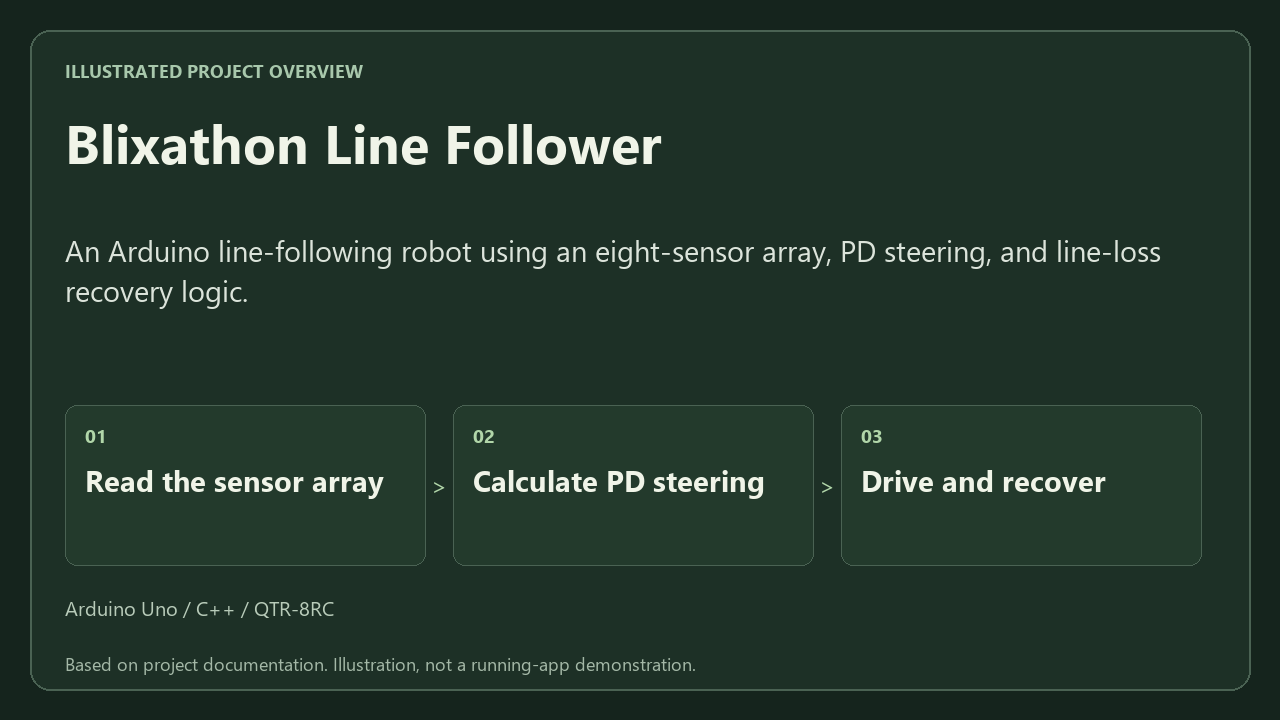 ILLUSTRATED PROJECT OVERVIEW
Blixathon Line Follower
An Arduino line-following robot using an eight-sensor array, PD steering, and line-loss
recovery logic.
01
Read the sensor array
>
02
Calculate PD steering
>
03
Drive and recover
Arduino Uno / C++ / QTR-8RC
Based on project documentation. Illustration, not a running-app demonstration.